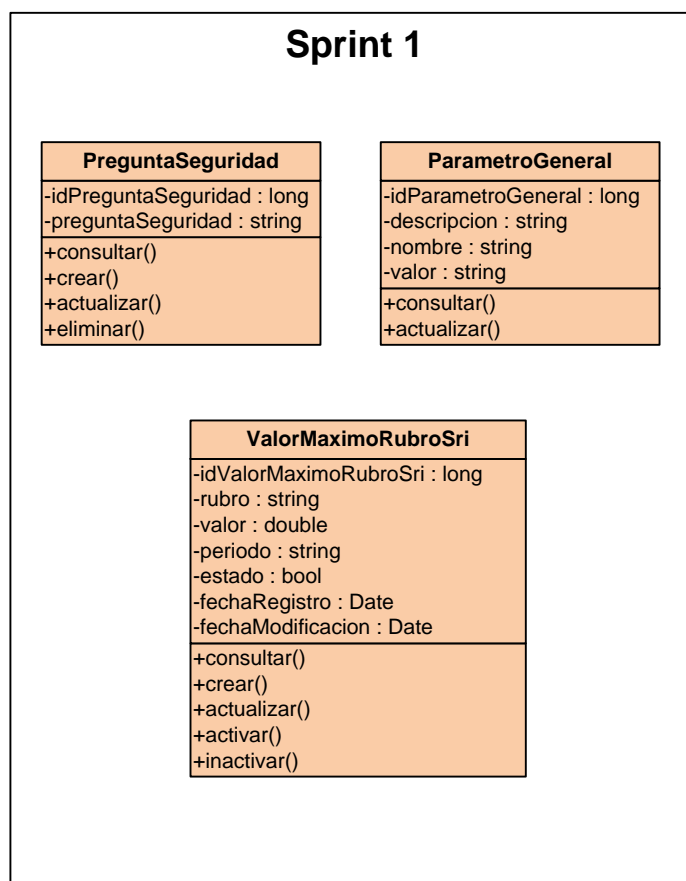 Sprint 1
PreguntaSeguridad
-idPreguntaSeguridad : long
-preguntaSeguridad : string
+consultar()
+crear()
+actualizar()
+eliminar()
ParametroGeneral
-idParametroGeneral : long
-descripcion : string
-nombre : string
-valor : string
+consultar()
+actualizar()
ValorMaximoRubroSri
-idValorMaximoRubroSri : long
-rubro : string
-valor : double
-periodo : string
-estado : bool
-fechaRegistro : Date
-fechaModificacion : Date
+consultar()
+crear()
+actualizar()
+activar()
+inactivar()